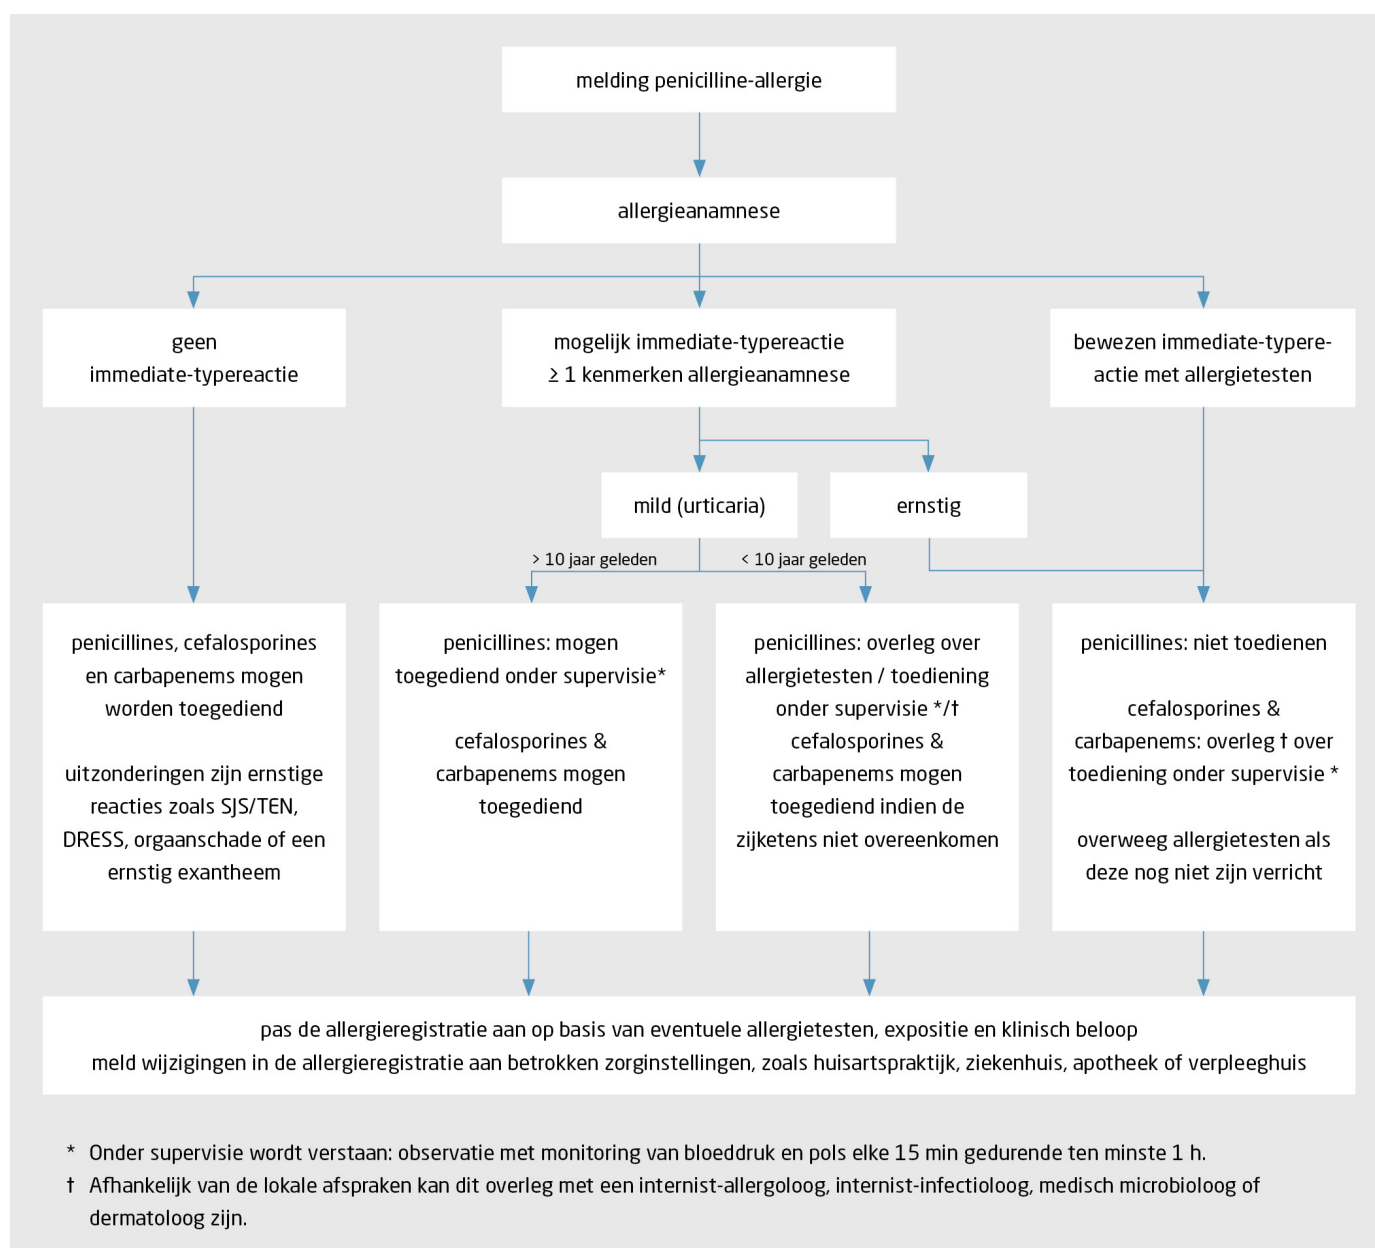 melding penicilline-allergie
allergieanamnese
geen
immediate-typereactie
mogelijk immediate-typereactie
≥ 1 kenmerken allergieanamnese
bewezen immediate-typere-
actie met allergietesten
mild (urticaria)
ernstig
> 10 jaar geleden
< 10 jaar geleden
penicillines, cefalosporines
en carbapenems mogen
worden toegediend
uitzonderingen zijn ernstige
reacties zoals SJS/TEN,
DRESS, orgaanschade of een
ernstig exantheem
penicillines: mogen
toegediend onder supervisie*
cefalosporines &
carbapenems mogen
toegediend
penicillines: overleg over
allergietesten / toediening
onder supervisie */†
cefalosporines &
carbapenems mogen
toegediend indien de
zijketens niet overeenkomen
penicillines: niet toedienen
cefalosporines &
carbapenems: overleg † over
toediening onder supervisie *
overweeg allergietesten als
deze nog niet zijn verricht
pas de allergieregistratie aan op basis van eventuele allergietesten, expositie en klinisch beloop
meld wijzigingen in de allergieregistratie aan betrokken zorginstellingen, zoals huisartspraktijk, ziekenhuis, apotheek of verpleeghuis
* Onder supervisie wordt verstaan: observatie met monitoring van bloeddruk en pols elke 15 min gedurende ten minste 1 h.
† Afhankelijk van de lokale afspraken kan dit overleg met een internist-allergoloog, internist-infectioloog, medisch microbioloog of
dermatoloog zijn.